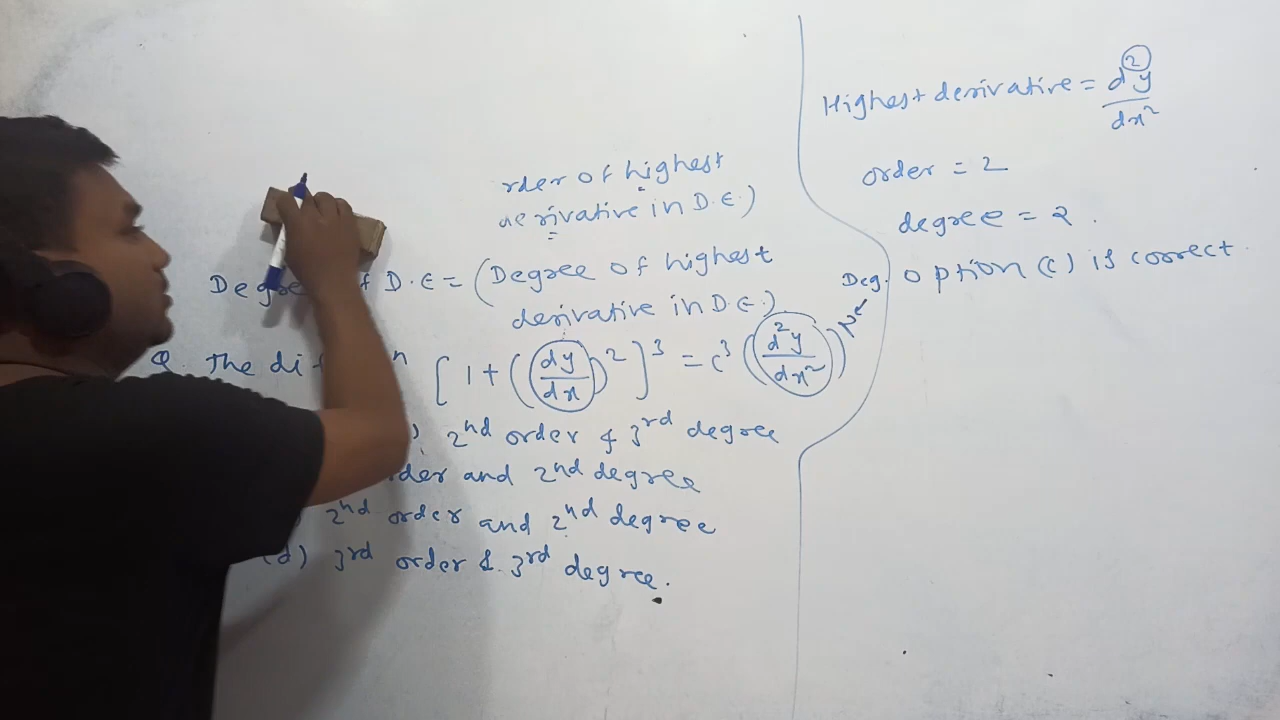 rder of highest
derivative in D.E.)
Degre f D.E = (Degree of highest
derivative in D.E.)
Q. The di n [1+((dy/dx)²]³ = c³ (d²y/dx²)²
Deg.
) 2nd order & 3rd degree
der and 2nd degree
) 2nd order and 2nd degree
(d) 3rd order & 3rd degree.
Highest derivative = d²y/dx²
order = 2
degree = 2.
option (c) is correct.